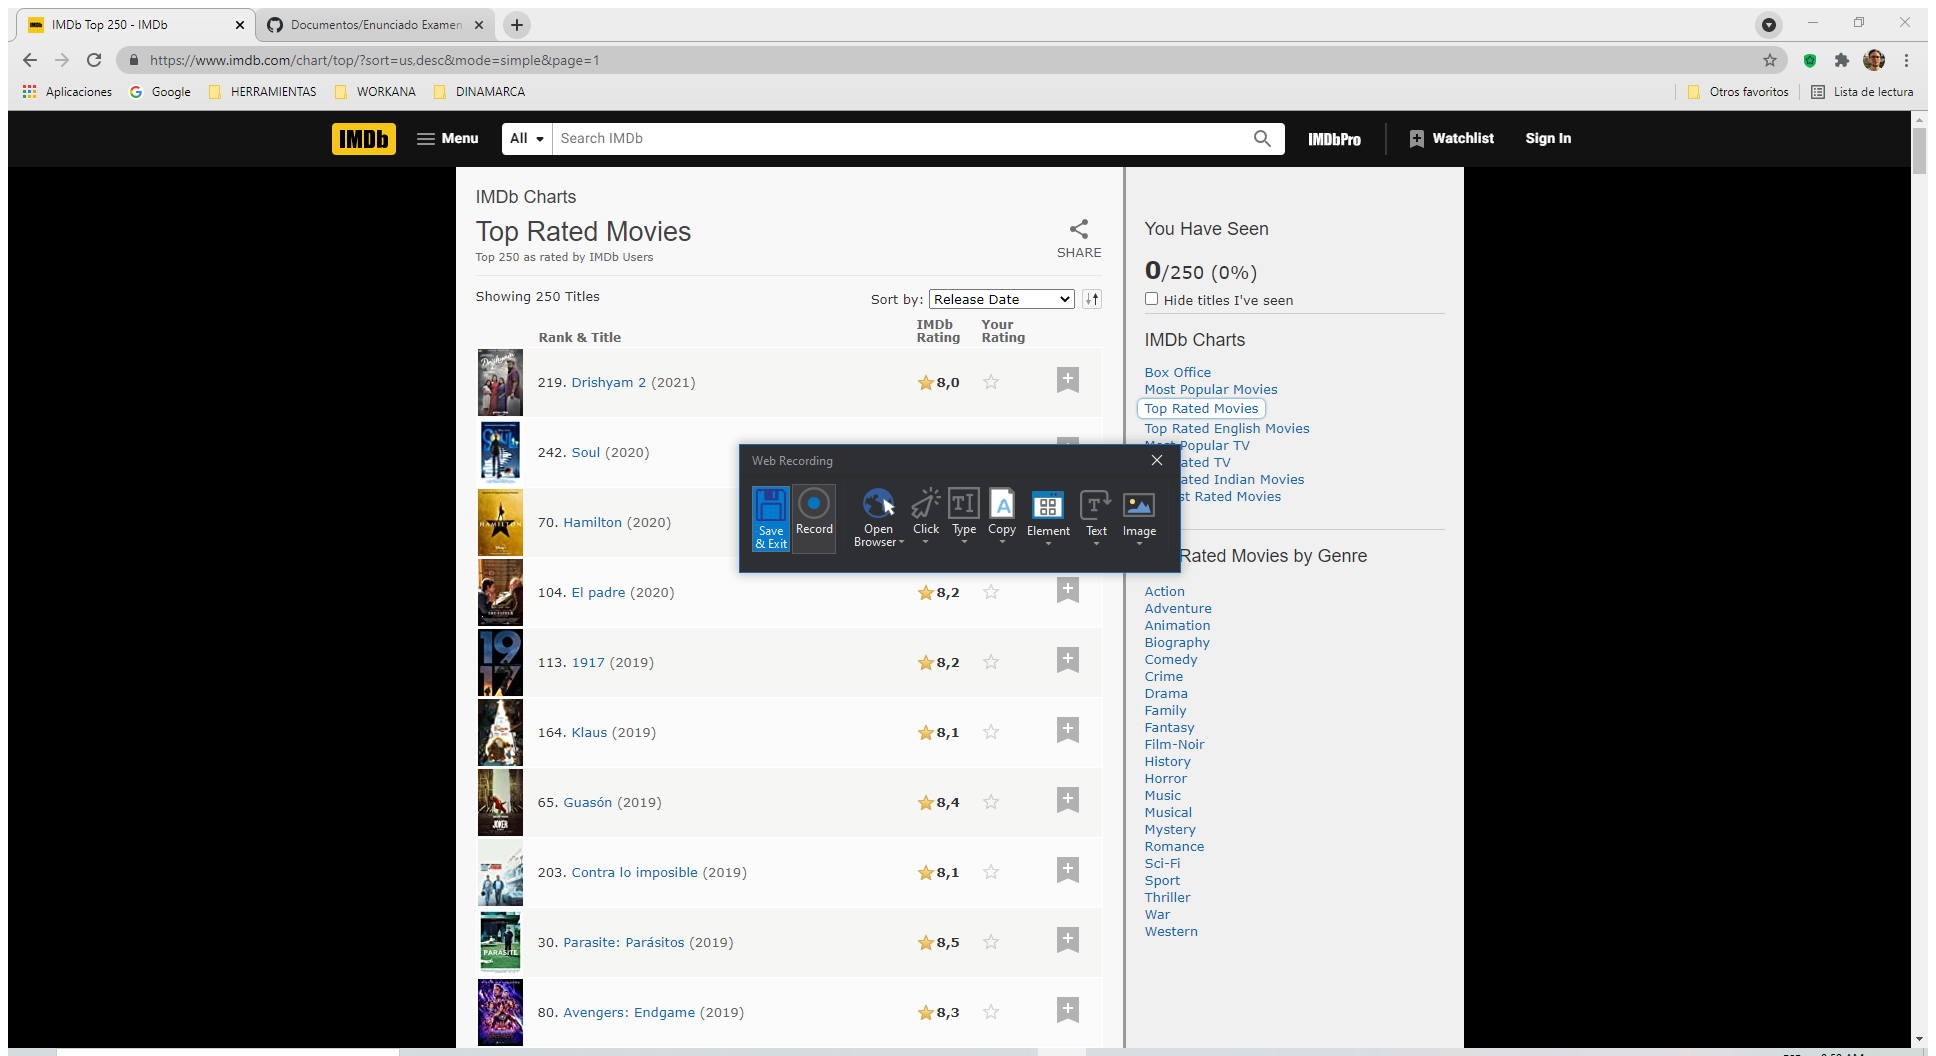 IMDb Top 250 - IMDb
Documentos/Enunciado Examen
https://www.imdb.com/chart/top/?sort=us,desc&mode=simple&page=1
Aplicaciones
Google
HERRAMIENTAS
WORKANA
DINAMARCA
Otros favoritos
Lista de lectura
IMDb
Menu
All
Search IMDb
IMDbPro
Watchlist
Sign In
IMDb Charts
Top Rated Movies
Top 250 as rated by IMDb Users
SHARE
Showing 250 Titles
Sort by: Release Date
Rank & Title
IMDb
Rating
Your
Rating
219. Drishyam 2 (2021)
8,0
242. Soul (2020)
70. Hamilton (2020)
HAMILTON
104. El padre (2020)
8,2
113. 1917 (2019)
8,2
19
17
164. Klaus (2019)
8,1
65. Guasón (2019)
8,4
JOKER
203. Contra lo imposible (2019)
8,1
30. Parasite: Parásitos (2019)
8,5
PARASITE
80. Avengers: Endgame (2019)
8,3
Web Recording
Save
& Exit
Record
Open
Browser
Click
Type
Copy
Element
Text
Image
You Have Seen
0/250 (0%)
Hide titles I've seen
IMDb Charts
Box Office
Most Popular Movies
Top Rated Movies
Top Rated English Movies
Most Popular TV
ated TV
ated Indian Movies
st Rated Movies
Rated Movies by Genre
Action
Adventure
Animation
Biography
Comedy
Crime
Drama
Family
Fantasy
Film-Noir
History
Horror
Music
Musical
Mystery
Romance
Sci-Fi
Sport
Thriller
War
Western